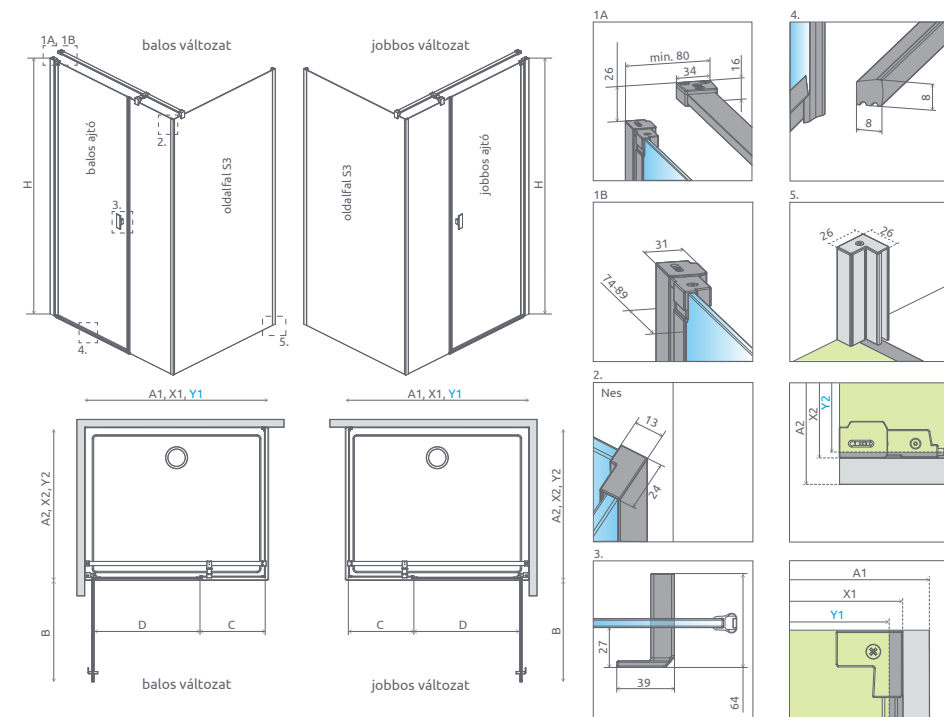 1A, 1B
balos változat
jobbos változat
H
balos ajtó
2.
3.
oldalfal S3
4.
5.
oldalfal S3
jobbos ajtó
H
A1, X1, Y1
A1, X1, Y1
A2, X2, Y2
A2, X2, Y2
B
D
C
C
D
B
balos változat
jobbos változat
1A
min. 80
34
26
16
1B
31
74-89
2.
Nes
13
24
3.
27
39
64
4.
8
8
5.
26
26
A2
X2
Y2
A1
X1
Y1